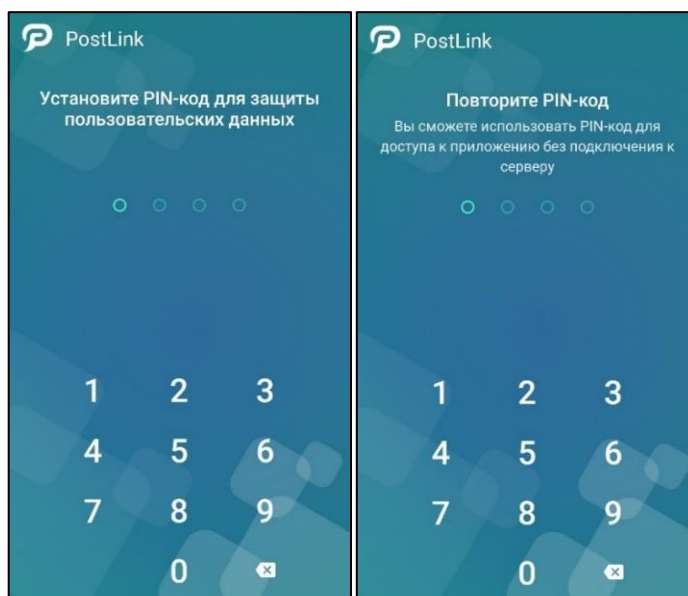 PostLink
Установите PIN-код для защиты
пользовательских данных
1 2 3
4 5 6
7 8 9
0
PostLink
Повторите PIN-код
Вы сможете использовать PIN-код для
доступа к приложению без подключения к
серверу
1 2 3
4 5 6
7 8 9
0